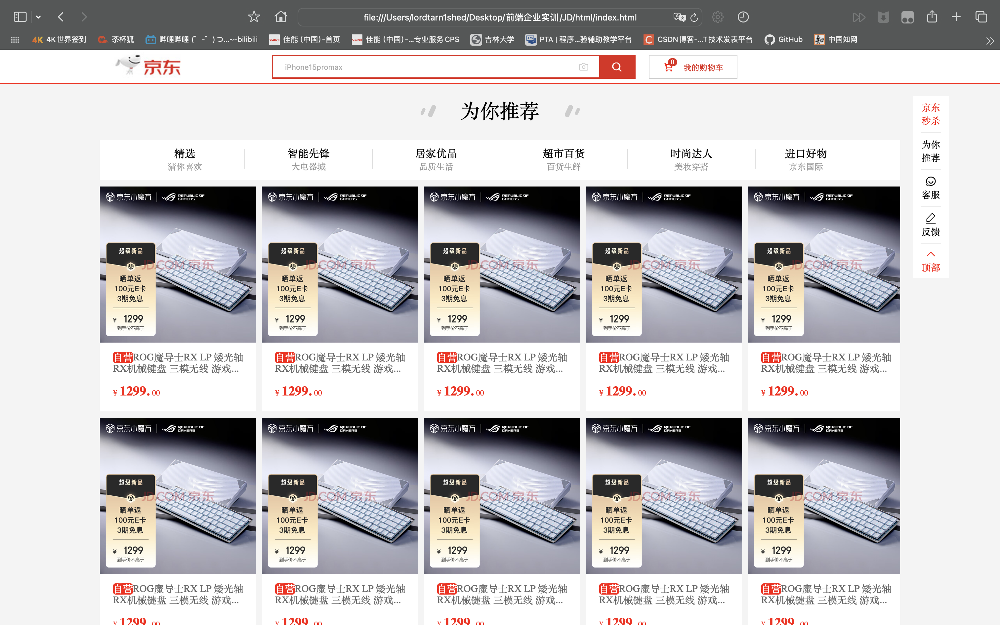 file:///Users/lordtarn1shed/Desktop/前端企业实训/JD/html/index.html
4K 4K世界签到 茶杯狐 哔哩哔哩 (゜-゜)つ...~-bilibili Canon 佳能（中国）-首页 Canon 佳能（中国）-...专业服务CPS 吉林大学 PTA | 程序...验辅助教学平台 C CSDN博客-...T技术发表平台 GitHub 知 中国知网
京东 iPhone15promax 0 我的购物车
为你推荐
精选 智能先锋 居家优品 超市百货 时尚达人 进口好物
猜你喜欢 大电器城 品质生活 百货生鲜 美妆穿搭 京东国际
京东
秒杀
为你
推荐
客服
反馈
顶部
京东小魔方 REPUBLIC OF GAMERS 京东小魔方 REPUBLIC OF GAMERS 京东小魔方 REPUBLIC OF GAMERS 京东小魔方 REPUBLIC OF GAMERS 京东小魔方 REPUBLIC OF GAMERS
超级新品 超级新品 超级新品 超级新品 超级新品
JD.COM 京东 JD.COM 京东 JD.COM 京东 JD.COM 京东 JD.COM 京东
晒单返 晒单返 晒单返 晒单返 晒单返
100元E卡 100元E卡 100元E卡 100元E卡 100元E卡
3期免息 3期免息 3期免息 3期免息 3期免息
¥ 1299 ¥ 1299 ¥ 1299 ¥ 1299 ¥ 1299
到手价不高于 到手价不高于 到手价不高于 到手价不高于 到手价不高于
自营ROG魔导士RX LP 矮光轴 自营ROG魔导士RX LP 矮光轴 自营ROG魔导士RX LP 矮光轴 自营ROG魔导士RX LP 矮光轴 自营ROG魔导士RX LP 矮光轴
RX机械键盘 三模无线 游戏... RX机械键盘 三模无线 游戏... RX机械键盘 三模无线 游戏... RX机械键盘 三模无线 游戏... RX机械键盘 三模无线 游戏...
¥ 1299. 00 ¥ 1299. 00 ¥ 1299. 00 ¥ 1299. 00 ¥ 1299. 00
京东小魔方 REPUBLIC OF GAMERS 京东小魔方 REPUBLIC OF GAMERS 京东小魔方 REPUBLIC OF GAMERS 京东小魔方 REPUBLIC OF GAMERS 京东小魔方 REPUBLIC OF GAMERS
超级新品 超级新品 超级新品 超级新品 超级新品
JD.COM 京东 JD.COM 京东 JD.COM 京东 JD.COM 京东 JD.COM 京东
晒单返 晒单返 晒单返 晒单返 晒单返
100元E卡 100元E卡 100元E卡 100元E卡 100元E卡
3期免息 3期免息 3期免息 3期免息 3期免息
¥ 1299 ¥ 1299 ¥ 1299 ¥ 1299 ¥ 1299
到手价不高于 到手价不高于 到手价不高于 到手价不高于 到手价不高于
自营ROG魔导士RX LP 矮光轴 自营ROG魔导士RX LP 矮光轴 自营ROG魔导士RX LP 矮光轴 自营ROG魔导士RX LP 矮光轴 自营ROG魔导士RX LP 矮光轴
RX机械键盘 三模无线 游戏... RX机械键盘 三模无线 游戏... RX机械键盘 三模无线 游戏... RX机械键盘 三模无线 游戏... RX机械键盘 三模无线 游戏...
¥ 1299. 00 ¥ 1299. 00 ¥ 1299. 00 ¥ 1299. 00 ¥ 1299. 00